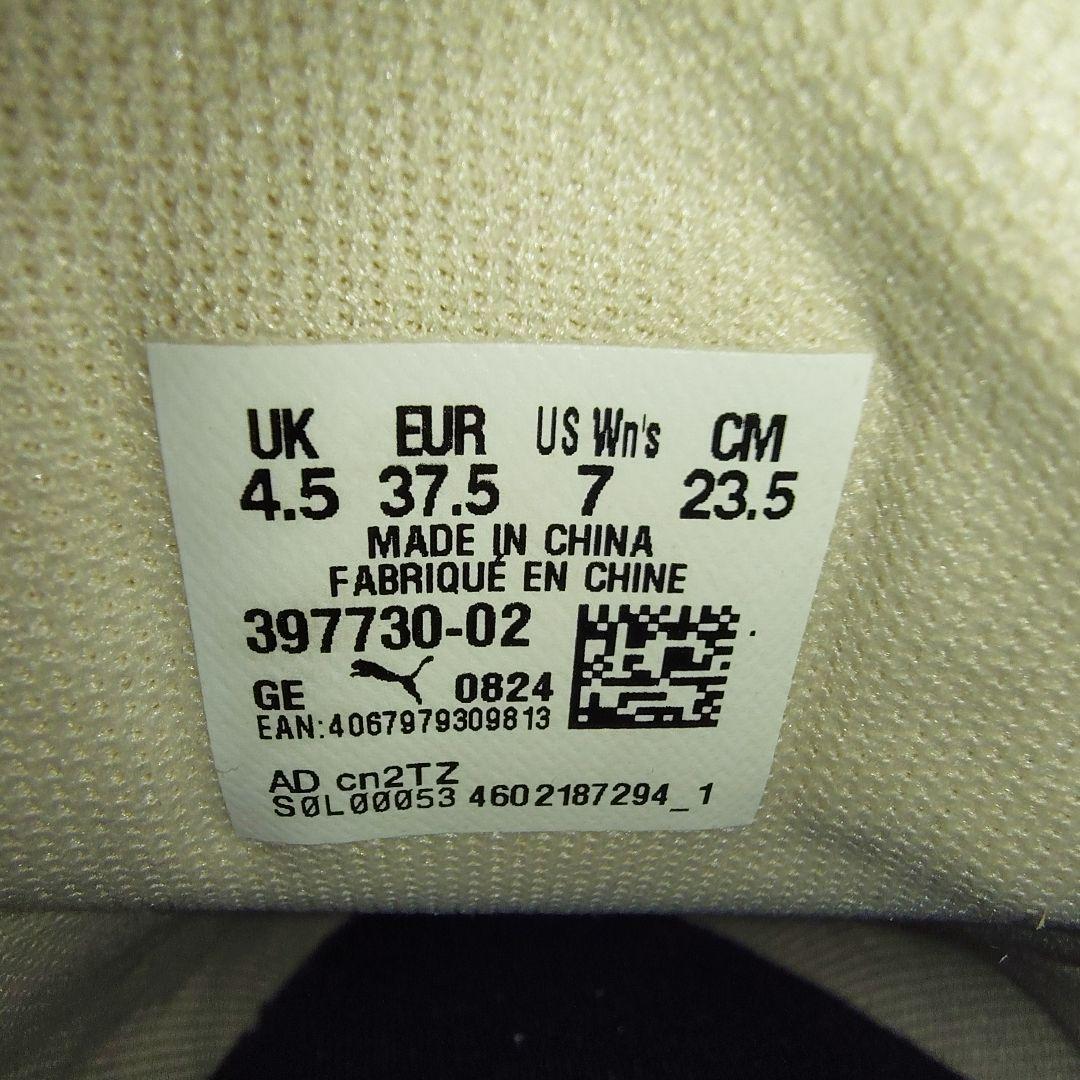 UK EUR US Wn's CM
4.5 37.5 7 23.5
MADE IN CHINA
FABRIQUÉ EN CHINE
397730-02
GE 0824
EAN:4067979309813
AD cn2TZ
SØLØØØ53 4602187294_1